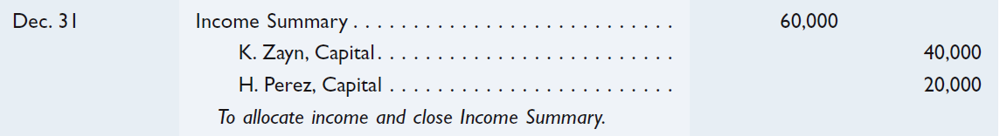 Dec. 31 Income Summary . . . . . . . . . . . . . . . . . . . . . . . . . . . 60,000
K. Zayn, Capital. . . . . . . . . . . . . . . . . . . . . . . . . 40,000
H. Perez, Capital . . . . . . . . . . . . . . . . . . . . . . . . 20,000
To allocate income and close Income Summary.